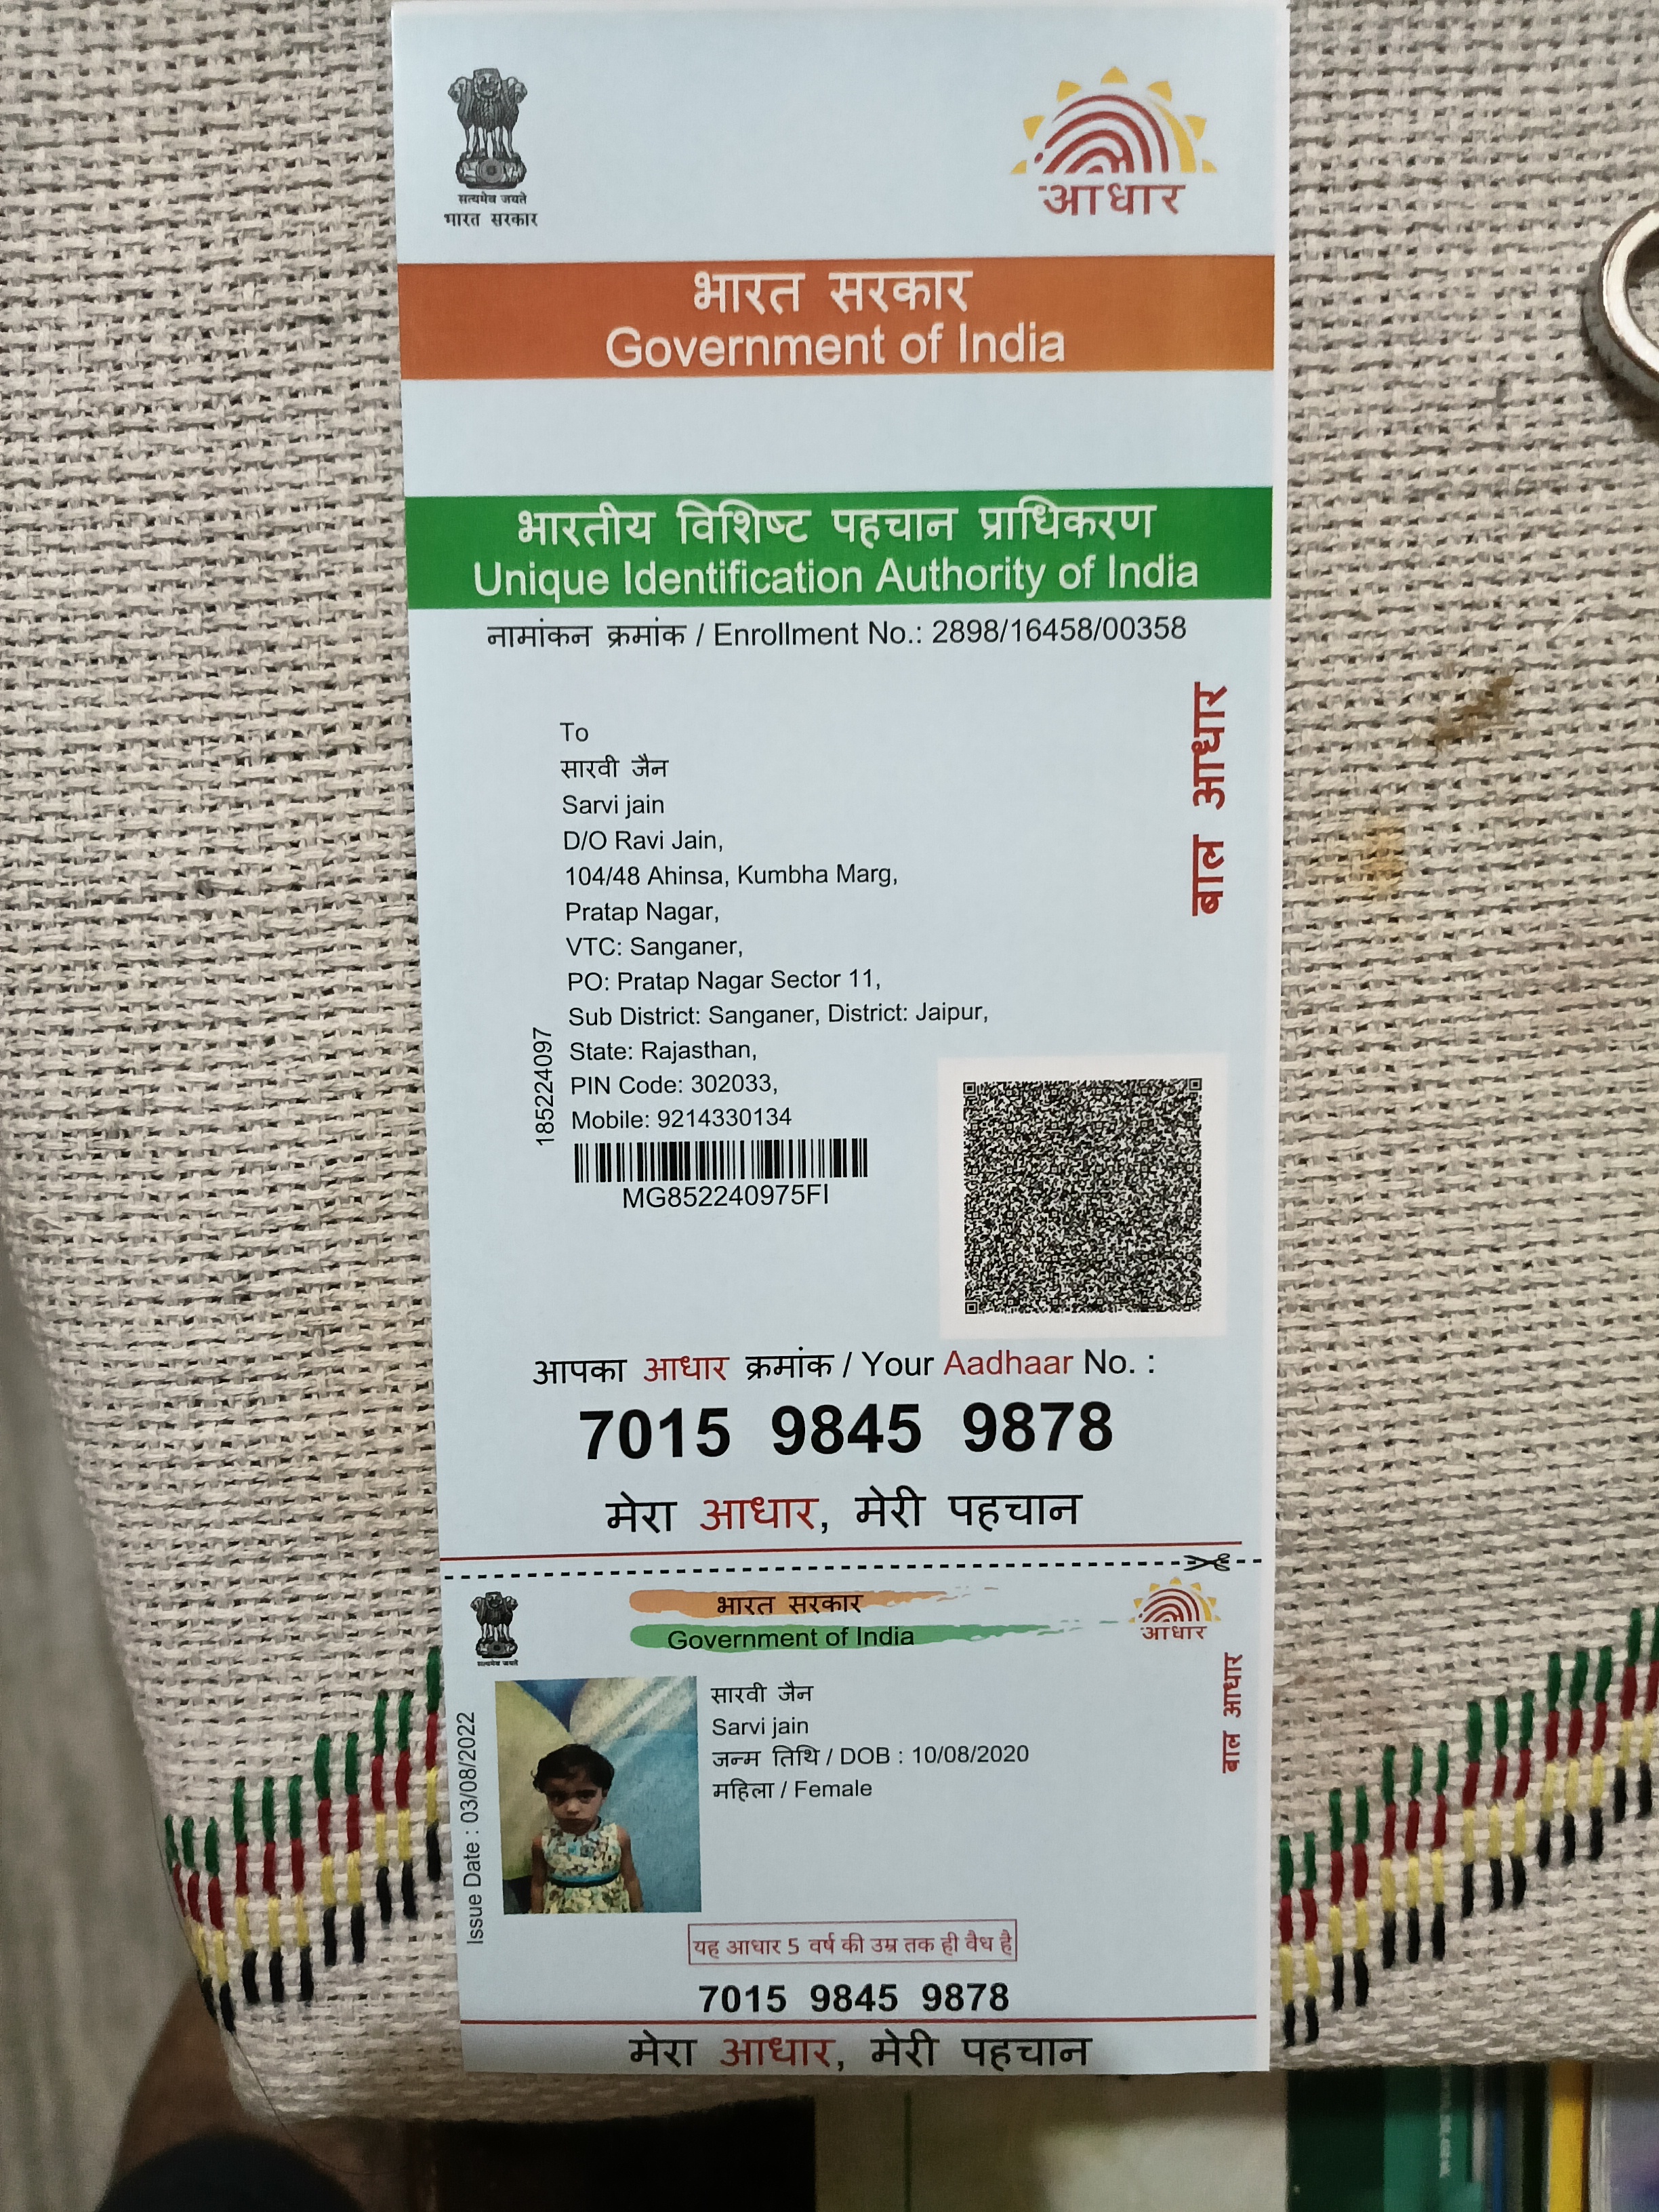 सत्यमेव जयते
भारत सरकार
आधार
भारत सरकार
Government of India
भारतीय विशिष्ट पहचान प्राधिकरण
Unique Identification Authority of India
नामांकन क्रमांक / Enrollment No.: 2898/16458/00358
To
सारवी जैन
Sarvi jain
D/O Ravi Jain,
104/48 Ahinsa, Kumbha Marg,
Pratap Nagar,
VTC: Sanganer,
PO: Pratap Nagar Sector 11,
Sub District: Sanganer, District: Jaipur,
State: Rajasthan,
PIN Code: 302033,
Mobile: 9214330134
1852224097
MG852240975FI
बाल आधार
आपका आधार क्रमांक / Your Aadhaar No. :
7015 9845 9878
मेरा आधार, मेरी पहचान
सत्यमेव जयते
भारत सरकार
Government of India
आधार
Issue Date : 03/08/2022
सारवी जैन
Sarvi jain
जन्म तिथि / DOB : 10/08/2020
महिला / Female
बाल आधार
यह आधार 5 वर्ष की उम्र तक ही वैध है
7015 9845 9878
मेरा आधार, मेरी पहचान